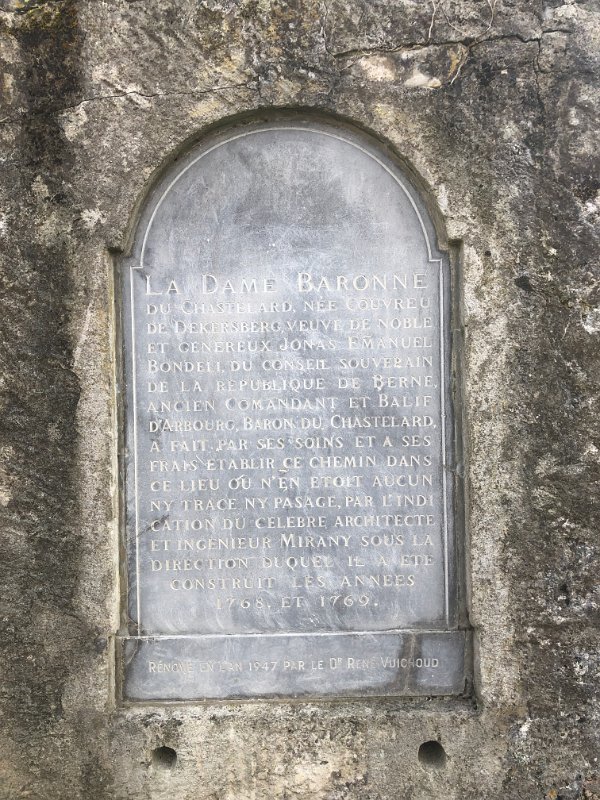 LA DAME BARONNE
DU CHASTELARD, NÉE COUVREU
DE DEKERSBERG, VEUVE DE NOBLE
ET GENEREUX JONAS EMANUEL
BONDELI, DU CONSEIL SOUVERAIN
DE LA REPUBLIQUE DE BERNE,
ANCIEN COMANDANT ET BALIF
D'ARBOURG, BARON DU CHASTELARD,
A FAIT, PAR SES SOINS ET A SES
FRAIS ETABLIR CE CHEMIN DANS
CE LIEU OÙ N'EN ETOIT AUCUN
NY TRACE NY PASAGE, PAR L'INDI
CATION DU CELEBRE ARCHITECTE
ET INGENIEUR MIRANY SOUS LA
DIRECTION DUQUEL IL A ETE
CONSTRUIT LES ANNEES
1768. ET 1769.
RÉNOVÉ EN L'AN 1947 PAR LE DR RENÉ VUICHOUD